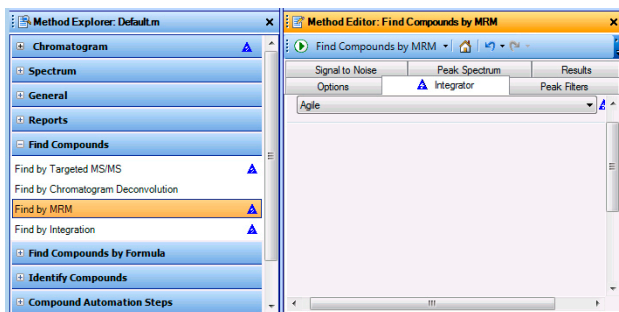 Method Explorer: Default.m
Chromatogram
Spectrum
General
Reports
Find Compounds
Find by Targeted MS/MS
Find by Chromatogram Deconvolution
Find by MRM
Find by Integration
Find Compounds by Formula
Identify Compounds
Compound Automation Steps
Method Editor: Find Compounds by MRM
Find Compounds by MRM
Signal to Noise Peak Spectrum Results
Options Integrator Peak Filters
Agile